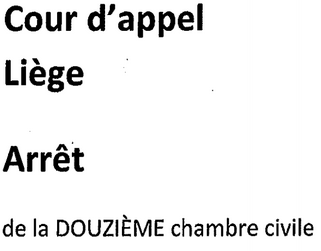 Cour d'appel
Liège
Arrêt
de la DOUZIÈME chambre civile